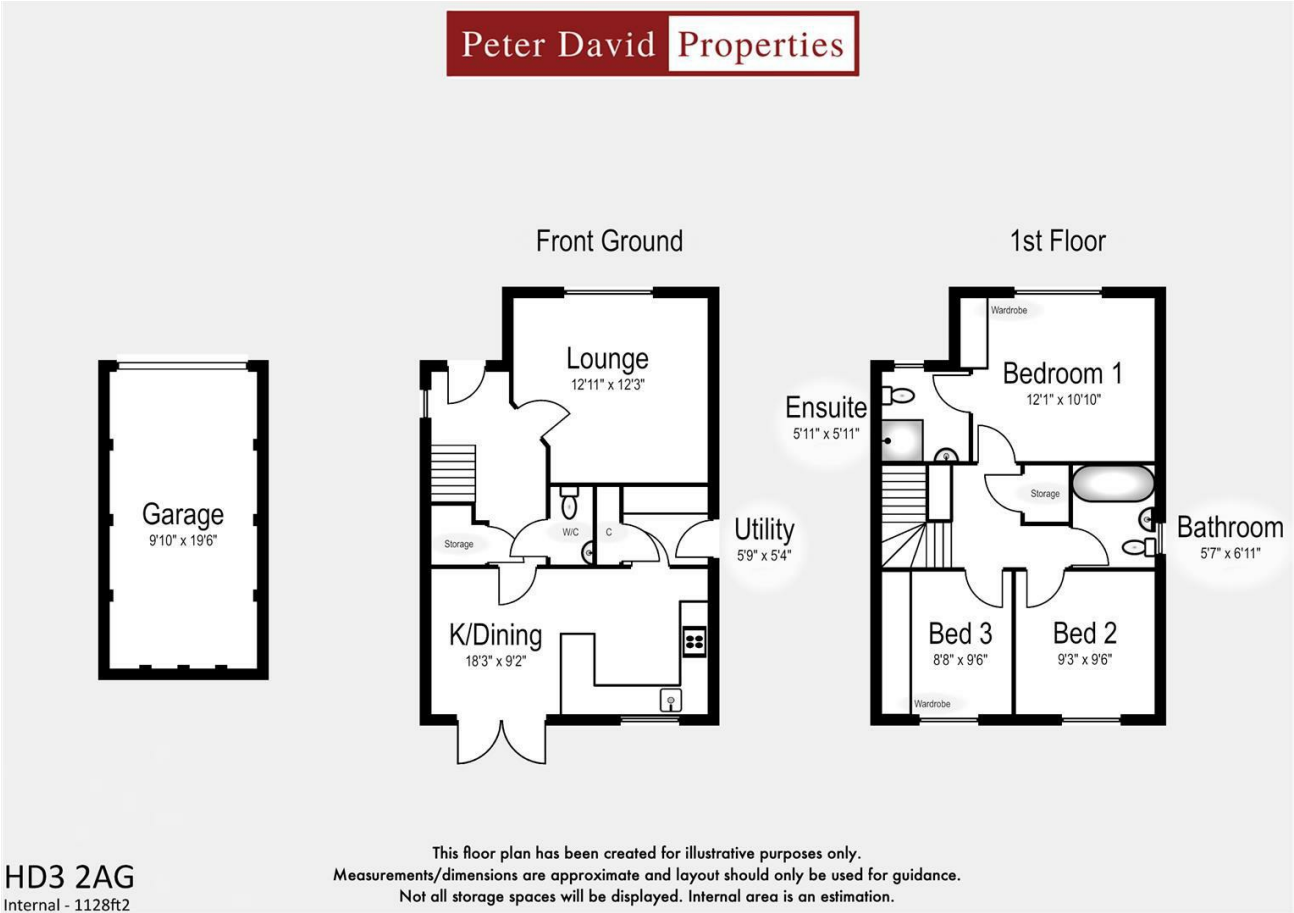 Peter David Properties
Front Ground
1st Floor
Garage
9'10" x 19'6"
Lounge
12'11" x 12'3"
Storage
W/C
C
Utility
5'9" x 5'4"
K/Dining
18'3" x 9'2"
Wardrobe
Bedroom 1
12'1" x 10'10"
Ensuite
5'11" x 5'11"
Storage
Bathroom
5'7" x 6'11"
Bed 3
8'8" x 9'6"
Wardrobe
Bed 2
9'3" x 9'6"
This floor plan has been created for illustrative purposes only.
Measurements/dimensions are approximate and layout should only be used for guidance.
Not all storage spaces will be displayed. Internal area is an estimation.
HD3 2AG
Internal - 1128ft2